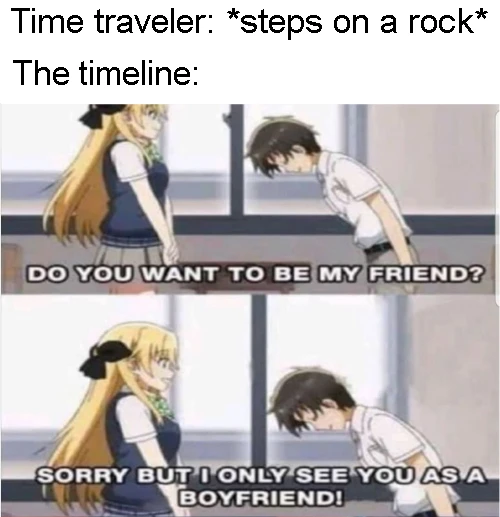 Time traveler: *steps on a rock*
The timeline:
DO YOU WANT TO BE MY FRIEND?
SORRY BUT I ONLY SEE YOU AS A
BOYFRIEND!